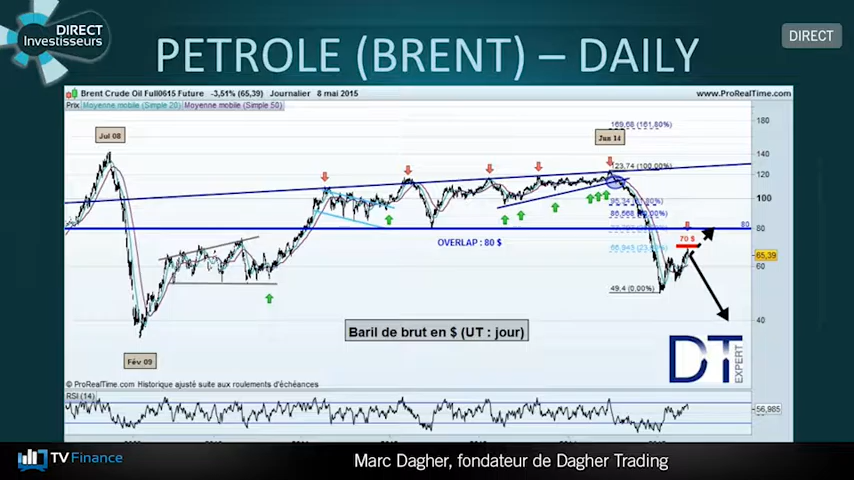 DIRECT
Investisseurs
PETROLE (BRENT) – DAILY
DIRECT
Brent Crude Oil Full0615 Future -3,51% (65,39) Journalier 8 mai 2015
www.ProRealTime.com
Prix Moyenne mobile (Simple 20) Moyenne mobile (Simple 50)
180
169,68 (161,80%)
Jul 08
Jun 14
140
123,74 (100,00%)
120
100
80
80
70 $
OVERLAP : 80 $
65,39
60
49,4 (0,00%)
40
Baril de brut en $ (UT : jour)
Fév 09
DT
EXPERT
© ProRealTime.com Historique ajusté suite aux roulements d'échéances
RSI (14)
56,985
TV Finance
Marc Dagher, fondateur de Dagher Trading